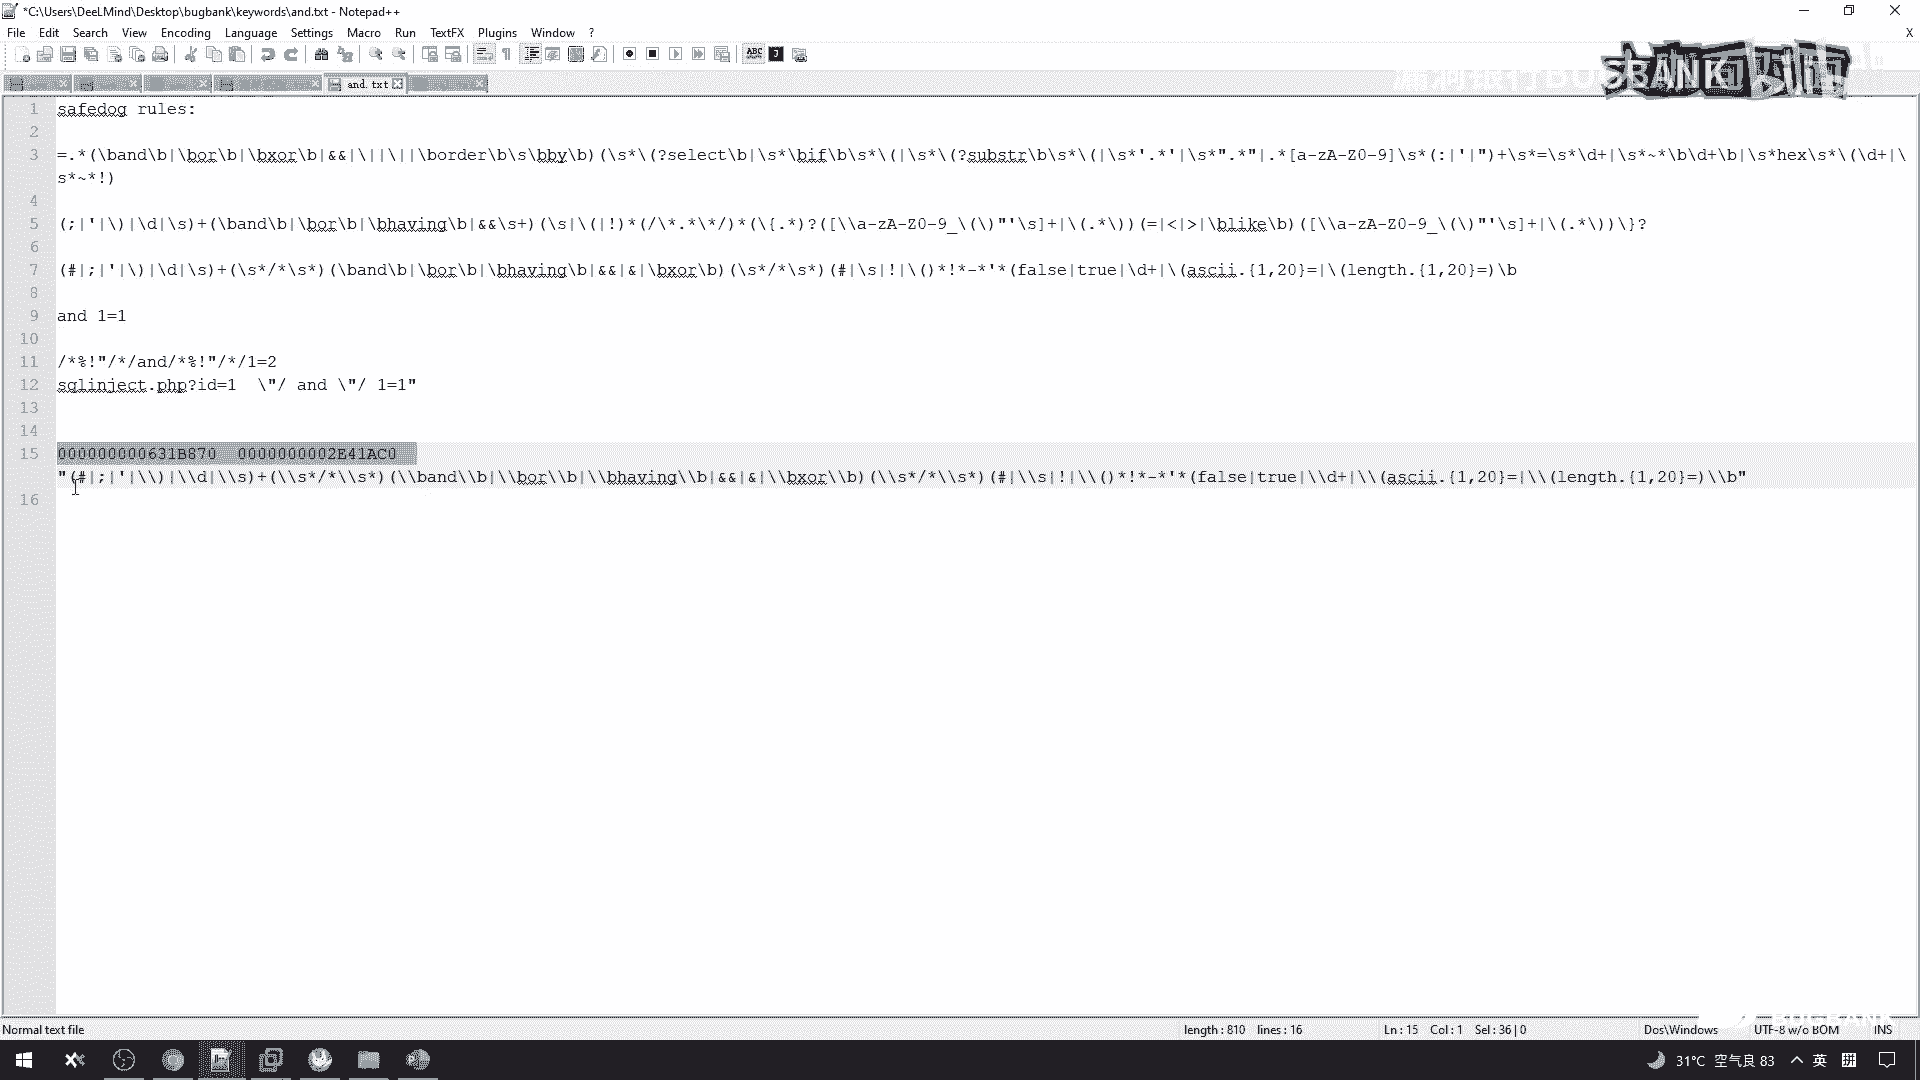 *C:\Users\DeeLMind\Desktop\bugbank\keywords\and.txt - Notepad++
File Edit Search View Encoding Language Settings Macro Run TextFX Plugins Window ? X
and.txt
1 safedog rules:
2
3 =.*(\band\b|\bor\b|\bxor\b|&&|\||\||\border\b\s\bby\b)(\s*\(?select\b|\s*\bif\b\s*\(|\s*\(?substr\b\s*\(|\s*'.*'|\s*".*"|.*[a-zA-Z0-9]\s*(:|'|")+\s*=\s*\d+|\s*~*\b\d+\b|\s*hex\s*\(\d+|\
s*~*!)
4
5 (;|'|\)|\d|\s)+(\band\b|\bor\b|\bhaving\b|&&\s+)(\s|\(|!)*(/\*.*\*/)*(\{.*)?([\\a-zA-Z0-9_\(\)"'\s]+|\(.*\))(=|<|>|\blike\b)([\\a-zA-Z0-9_\(\)"'\s]+|\(.*\))\}?
6
7 (#|;|'|\)|\d|\s)+(\s*/*\s*)(\band\b|\bor\b|\bhaving\b|&&|&|\bxor\b)(\s*/*\s*)(#|\s|!|\()*!*-*'*(false|true|\d+|\(ascii.{1,20}=|\(length.{1,20}=)\b
8
9 and 1=1
10
11 /*%!"/*/and/*%!"/*/1=2
12 sqlinject.php?id=1  \"/ and \"/ 1=1"
13
14
15 000000000631B870  0000000002E41AC0
"(#|;|'|\\)|\\d|\\s)+(\\s*/*\\s*)(\\band\\b|\\bor\\b|\\bhaving\\b|&&|&|\\bxor\\b)(\\s*/*\\s*)(#|\\s|!|\\()*!*-*'*(false|true|\\d+|\\(ascii.{1,20}=|\\(length.{1,20}=)\\b"
16
Normal text file length : 810 lines : 16 Ln : 15 Col : 1 Sel : 36 | 0 Dos\Windows UTF-8 w/o BOM INS
31°C 空气良 83 英